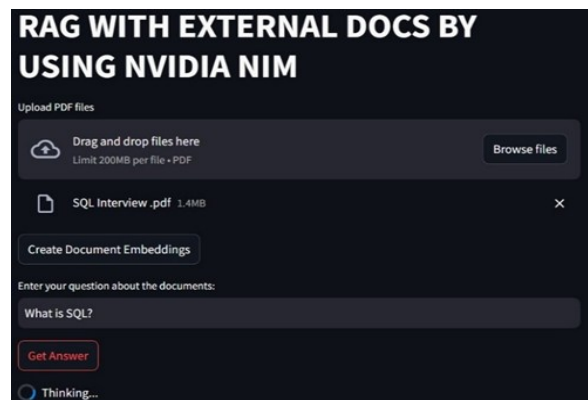 RAG WITH EXTERNAL DOCS BY
USING NVIDIA NIM
Upload PDF files
Drag and drop files here
Limit 200MB per file • PDF
Browse files
SQL Interview .pdf 1.4MB
Create Document Embeddings
Enter your question about the documents:
What is SQL?
Get Answer
Thinking...